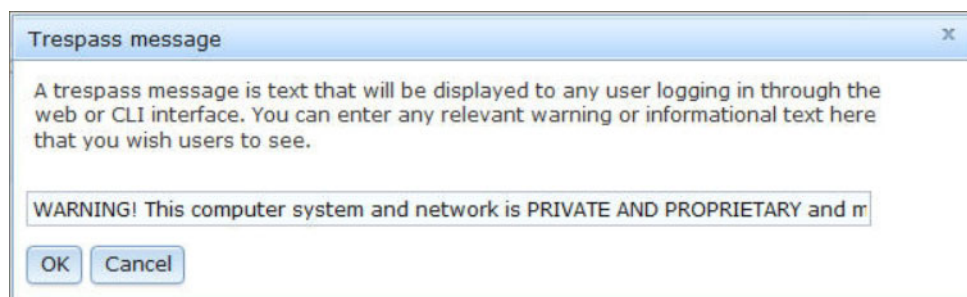 Trespass message
x
A trespass message is text that will be displayed to any user logging in through the
web or CLI interface. You can enter any relevant warning or informational text here
that you wish users to see.
WARNING! This computer system and network is PRIVATE AND PROPRIETARY and m
OK Cancel